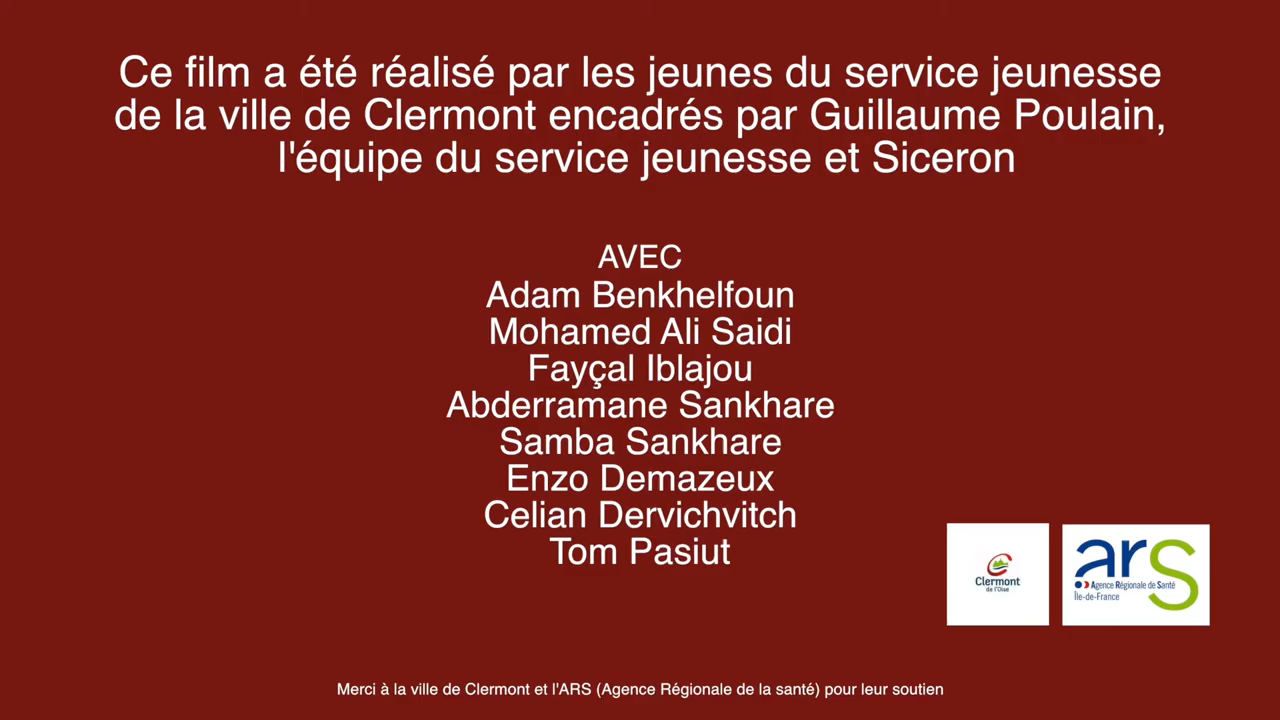 Ce film a été réalisé par les jeunes du service jeunesse
de la ville de Clermont encadrés par Guillaume Poulain,
l'équipe du service jeunesse et Siceron
AVEC
Adam Benkhelfoun
Mohamed Ali Saidi
Fayçal Iblajou
Abderramane Sankhare
Samba Sankhare
Enzo Demazeux
Celian Dervichvitch
Tom Pasiut
Clermont
de l'Oise
ars
Agence Régionale de Santé
Île-de-France
Merci à la ville de Clermont et l'ARS (Agence Régionale de la santé) pour leur soutien